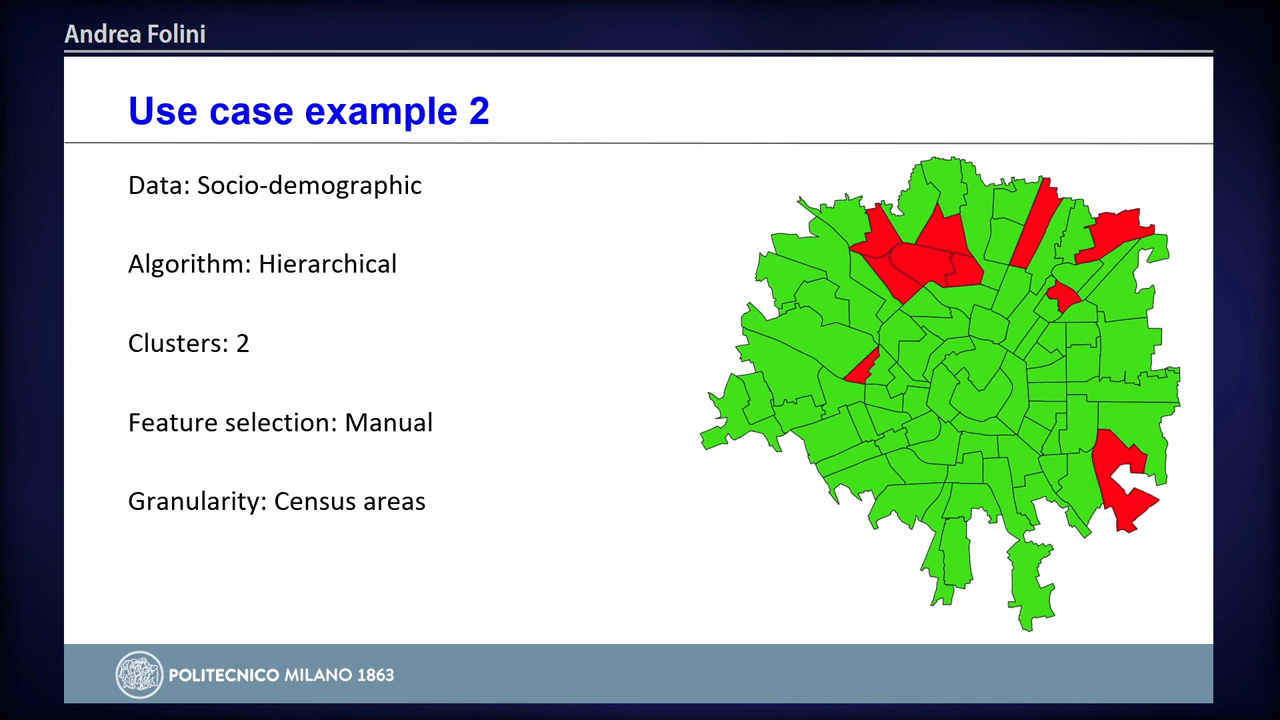 Andrea Folini
Use case example 2
Data: Socio-demographic
Algorithm: Hierarchical
Clusters: 2
Feature selection: Manual
Granularity: Census areas
POLITECNICO MILANO 1863